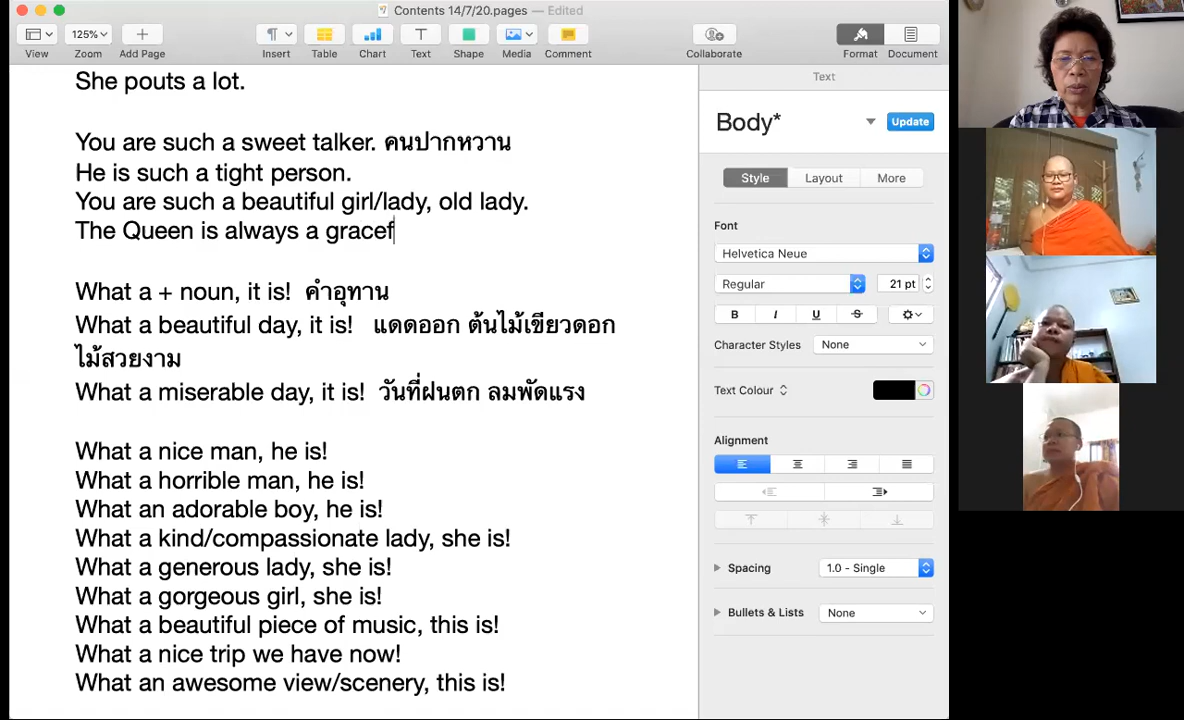 Contents 14/7/20.pages — Edited
125%
View Zoom Add Page Insert Table Chart Text Shape Media Comment Collaborate Format Document
She pouts a lot.
You are such a sweet talker. คนปากหวาน
He is such a tight person.
You are such a beautiful girl/lady, old lady.
The Queen is always a gracef
What a + noun, it is! คำอุทาน
What a beautiful day, it is! แดดออก ต้นไม้เขียวดอก
ไม้สวยงาม
What a miserable day, it is! วันที่ฝนตก ลมพัดแรง
What a nice man, he is!
What a horrible man, he is!
What an adorable boy, he is!
What a kind/compassionate lady, she is!
What a generous lady, she is!
What a gorgeous girl, she is!
What a beautiful piece of music, this is!
What a nice trip we have now!
What an awesome view/scenery, this is!
Text
Body* Update
Style Layout More
Font
Helvetica Neue
Regular 21 pt
B I U S
Character Styles None
Text Colour
Alignment
Spacing 1.0 - Single
Bullets & Lists None